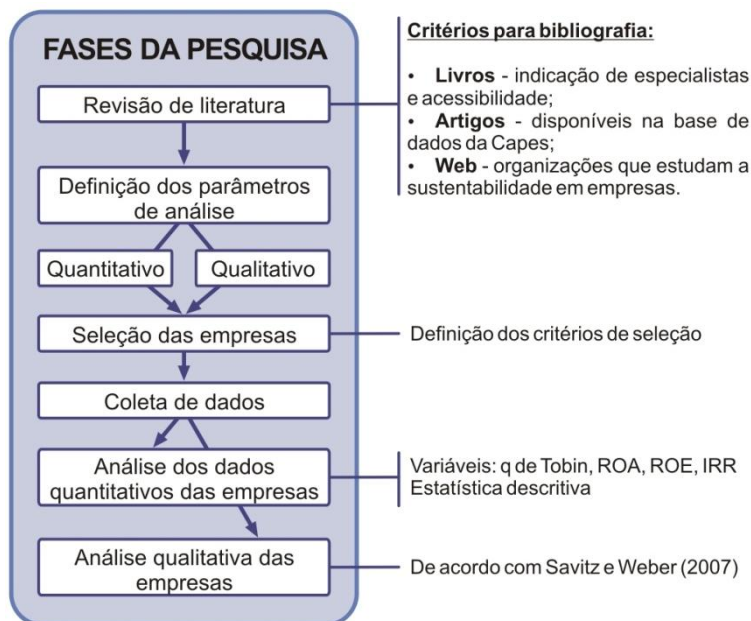 FASES DA PESQUISA
Revisão de literatura
Definição dos parâmetros
de análise
Quantitativo
Qualitativo
Seleção das empresas
Coleta de dados
Análise dos dados
quantitativos das empresas
Análise qualitativa das
empresas
Critérios para bibliografia:
• Livros - indicação de especialistas
e acessibilidade;
• Artigos - disponíveis na base de
dados da Capes;
• Web - organizações que estudam a
sustentabilidade em empresas.
Definição dos critérios de seleção
Variáveis: q de Tobin, ROA, ROE, IRR
Estatística descritiva
De acordo com Savitz e Weber (2007)